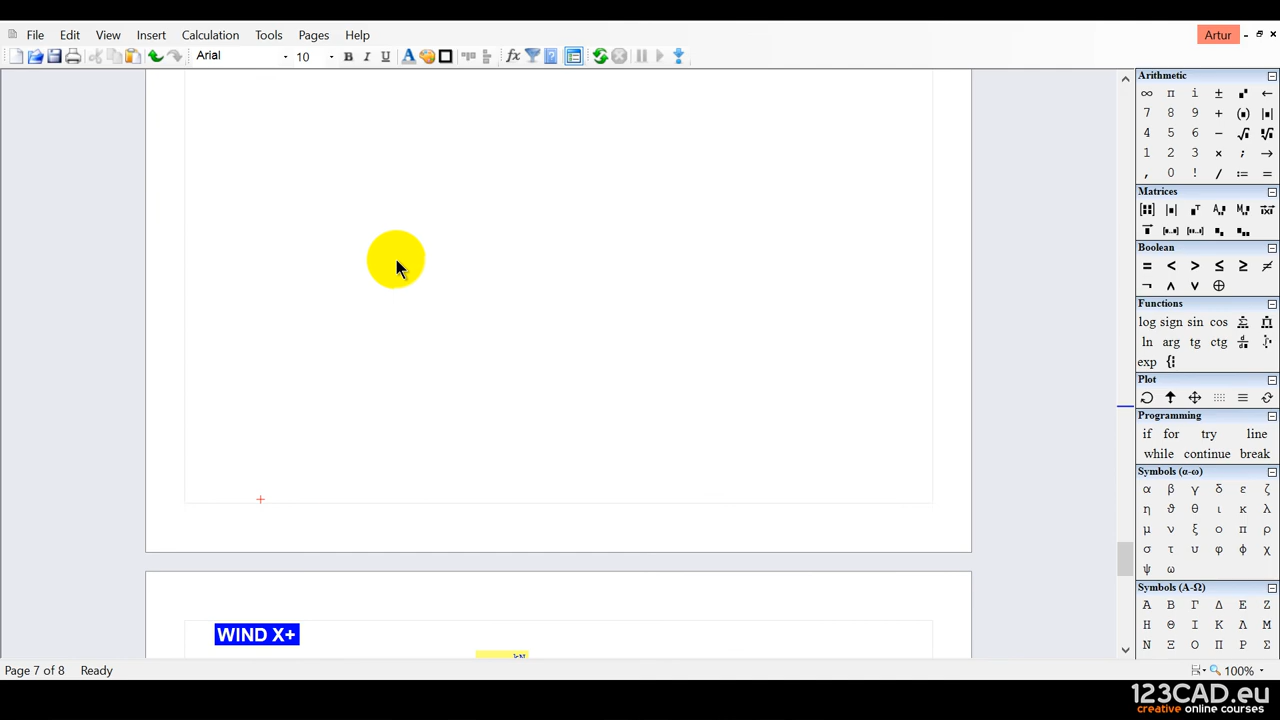 File Edit View Insert Calculation Tools Pages Help
Artur
Arial 10 B I U A fx
Arithmetic
∞ π i ± ←
7 8 9 + (▪) |▪|
4 5 6 −
1 2 3 × ; →
, 0 ! / := =
Matrices
Boolean
= < > ≤ ≥ ≠
¬ ∧ ∨ ⊕
Functions
log sign sin cos Σ Π
ln arg tg ctg d/d ∫
exp {
Plot
Programming
if for try line
while continue break
Symbols (α-ω)
α β γ δ ε ζ
η ϑ θ ι κ λ
μ ν ξ ο π ρ
σ τ υ φ ϕ χ
ψ ω
Symbols (Α-Ω)
Α Β Γ Δ Ε Ζ
Η Θ Ι Κ Λ Μ
Ν Ξ Ο Π Ρ Σ
WIND X+
kN
Page 7 of 8 Ready 100%
123CAD.eu
creative online courses